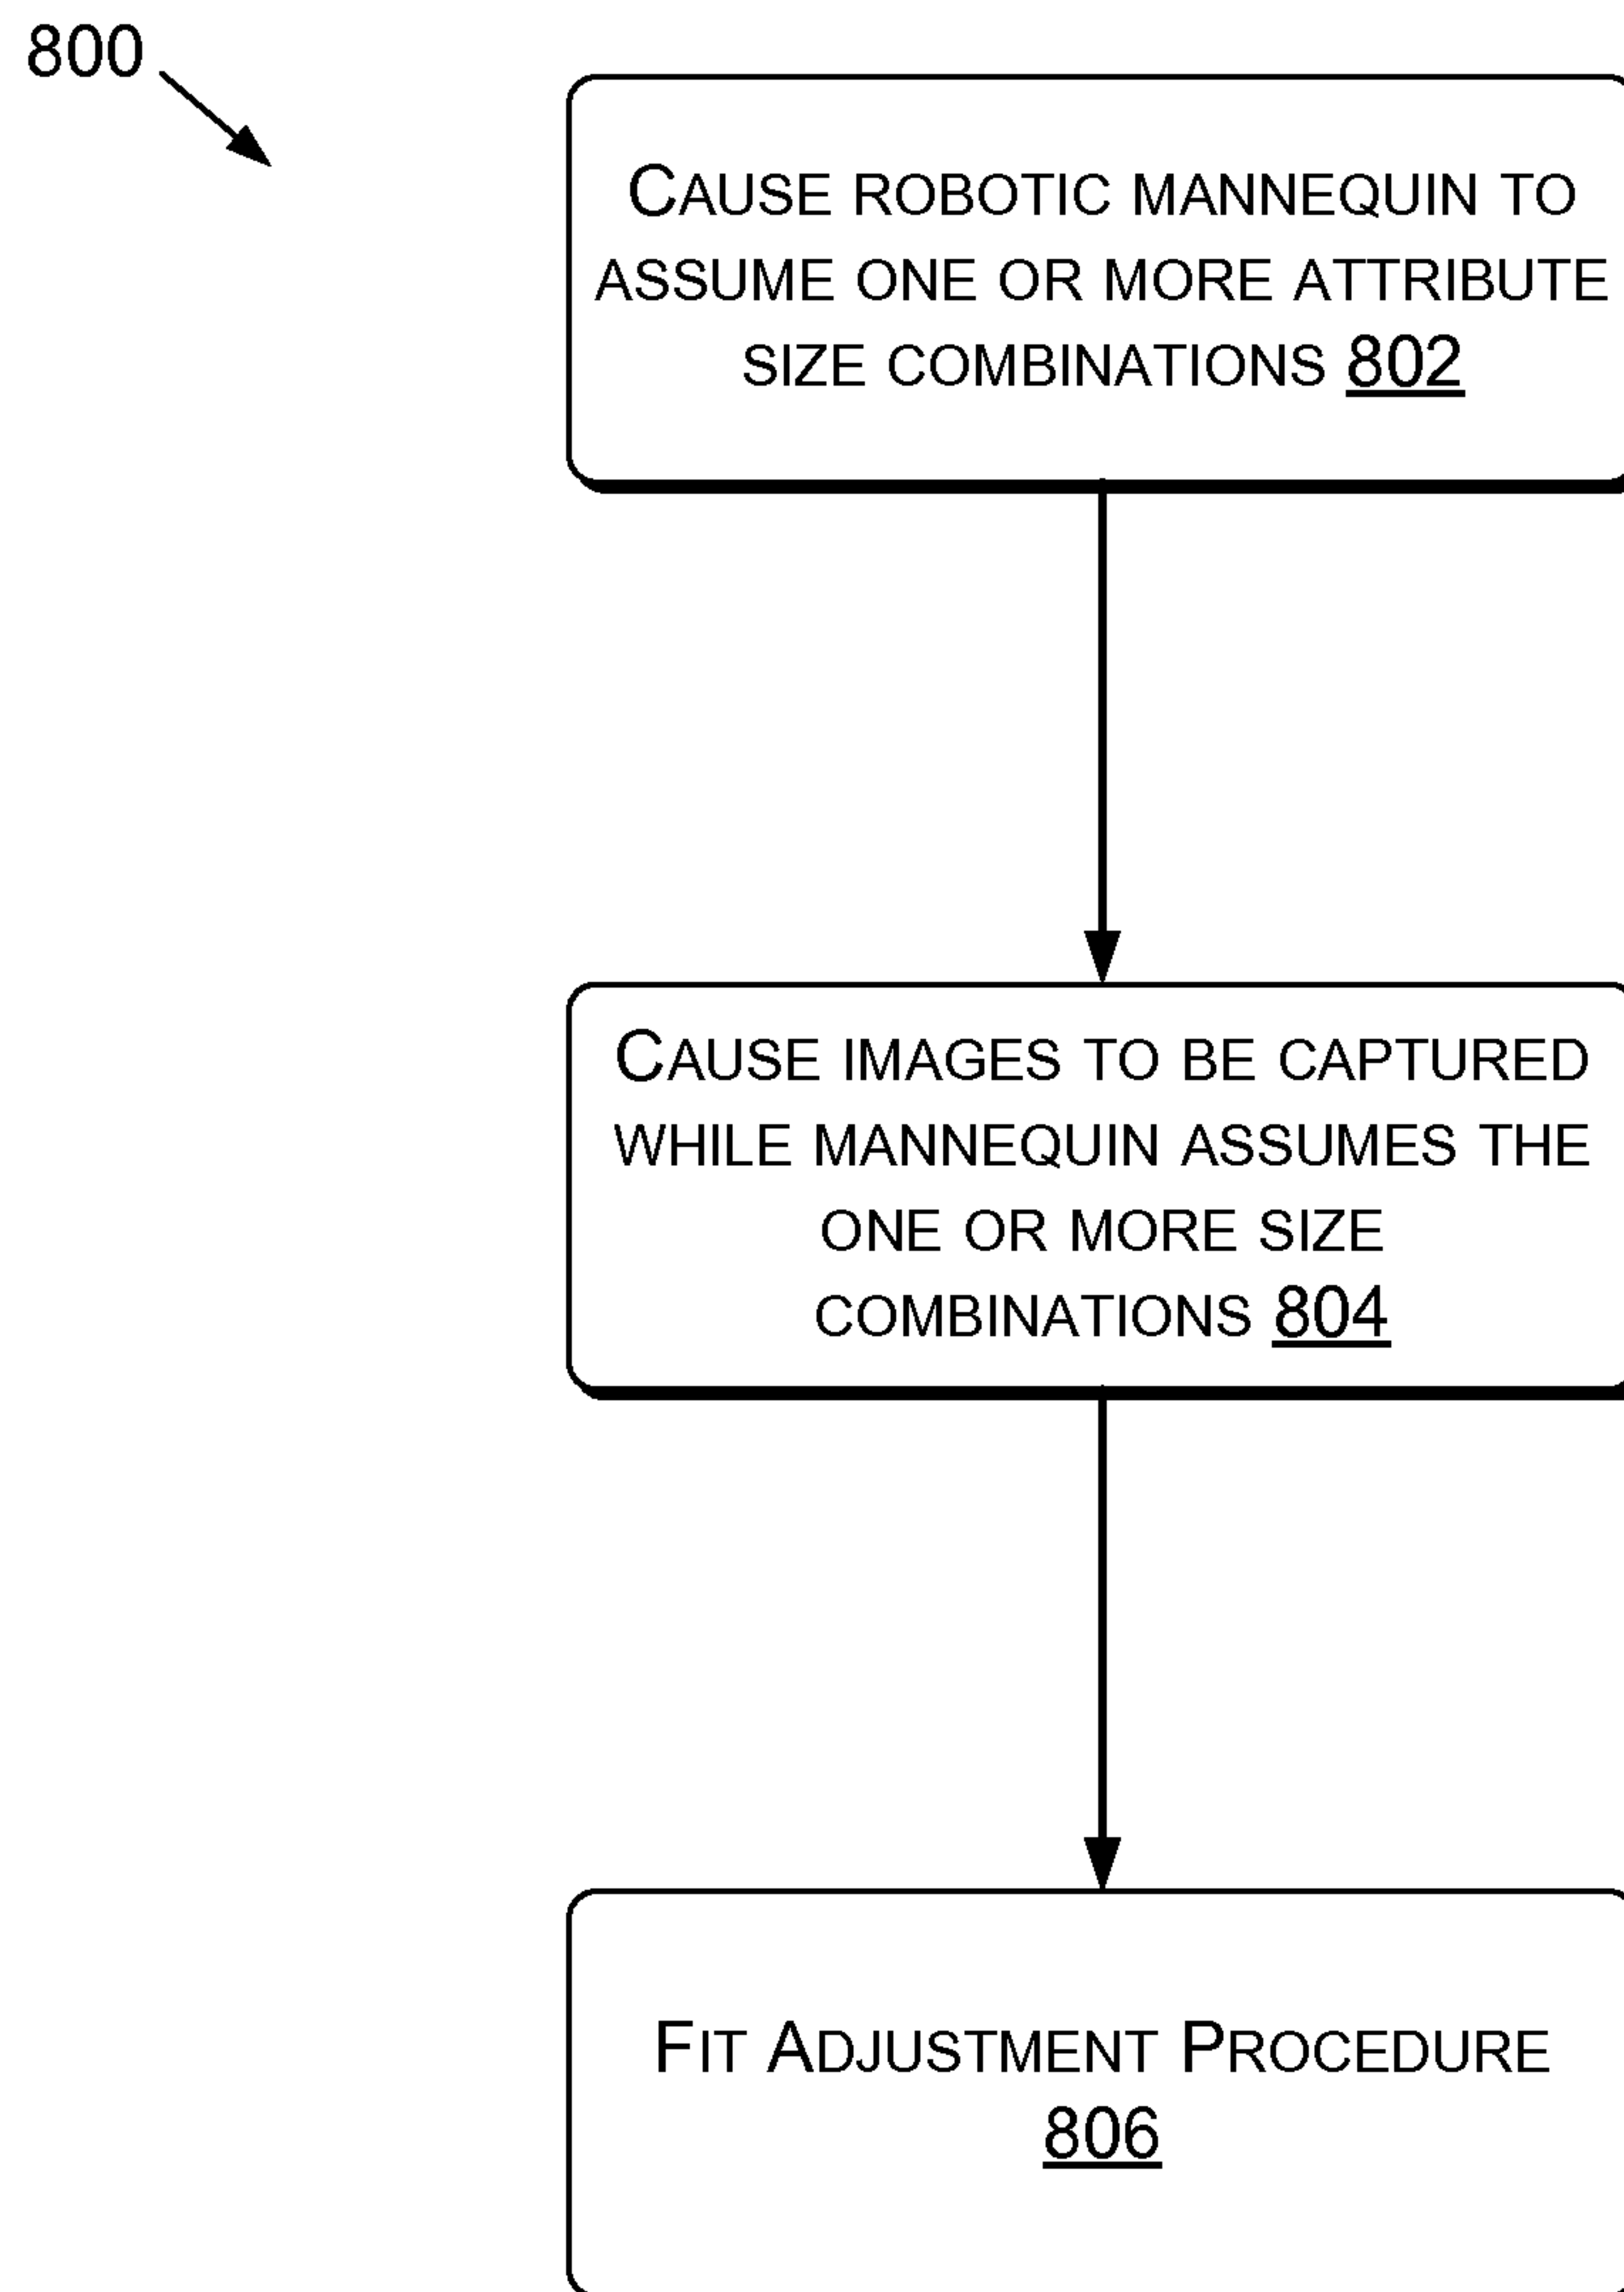 800
CAUSE ROBOTIC MANNEQUIN TO
ASSUME ONE OR MORE ATTRIBUTE
SIZE COMBINATIONS 802
CAUSE IMAGES TO BE CAPTURED
WHILE MANNEQUIN ASSUMES THE
ONE OR MORE SIZE
COMBINATIONS 804
FIT ADJUSTMENT PROCEDURE
806